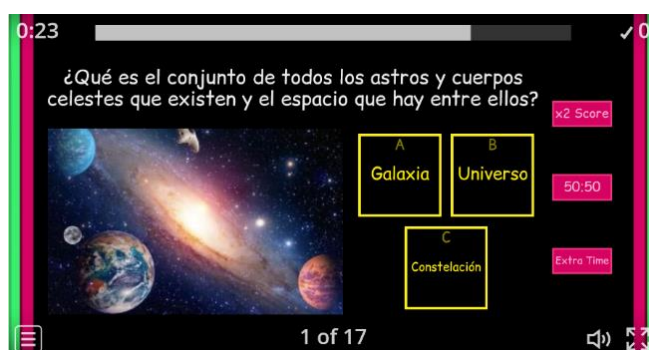 0:23
✓ 0
¿Qué es el conjunto de todos los astros y cuerpos
celestes que existen y el espacio que hay entre ellos?
x2 Score
A
Galaxia
B
Universo
50:50
C
Constelación
Extra Time
1 of 17